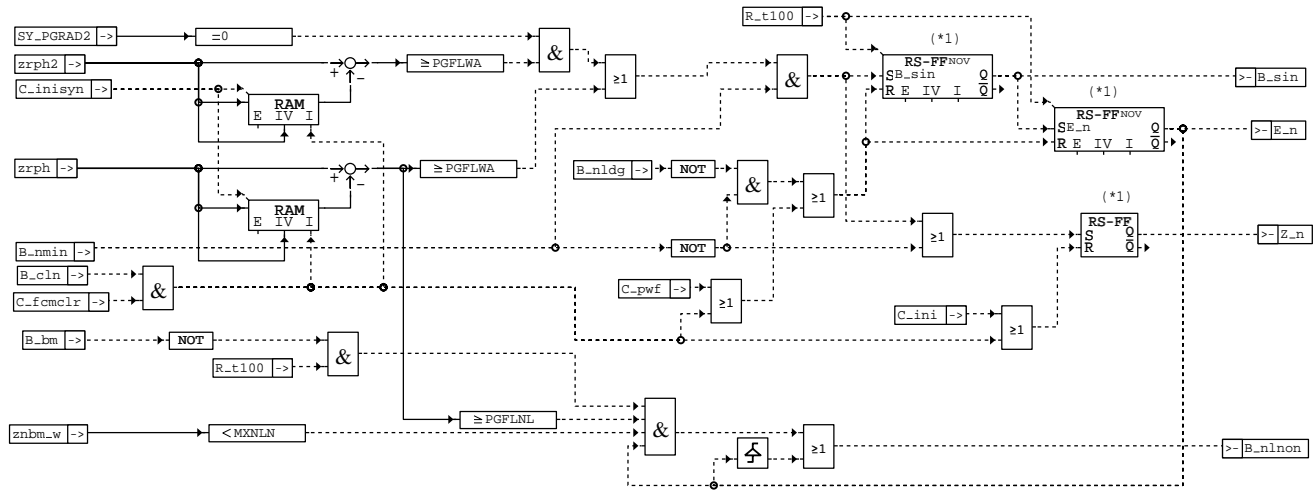 R_t100 ->
SY_PGRAD2 -> =0
(*1)
& RS-FF NOV
zrph2 -> + - ≥PGFLWA ≥1 & S B_sin Q >- B_sin
C_inisyn -> R E IV I Q
RAM
E IV I
(*1)
RS-FF NOV
S E_n Q >- E_n
R E IV I Q
zrph -> + - ≥PGFLWA
B_nldg -> NOT & ≥1
(*1)
RAM
E IV I
RS-FF
S Q >- Z_n
R Q
B_nmin -> NOT ≥1
B_cln ->
C_fcmclr -> &
C_pwf -> ≥1
C_ini -> ≥1
B_bm -> NOT &
R_t100 ->
≥PGFLNL &
znbm_w -> <MXNLN ≥1 >- B_nlnon